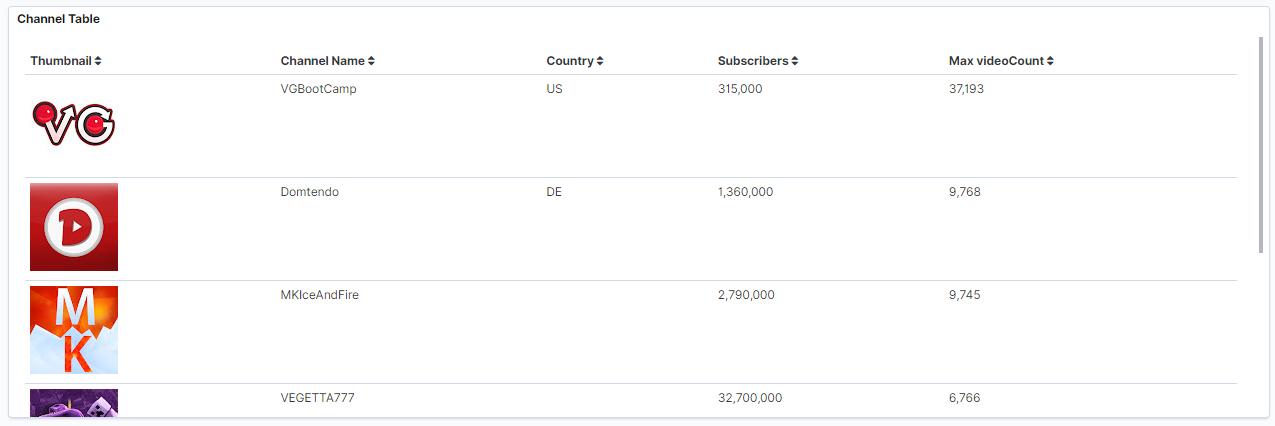 Channel Table
Thumbnail Channel Name Country Subscribers Max videoCount
VGBootCamp US 315,000 37,193
VG
Domtendo DE 1,360,000 9,768
D
MKIceAndFire 2,790,000 9,745
M
K
VEGETTA777 32,700,000 6,766